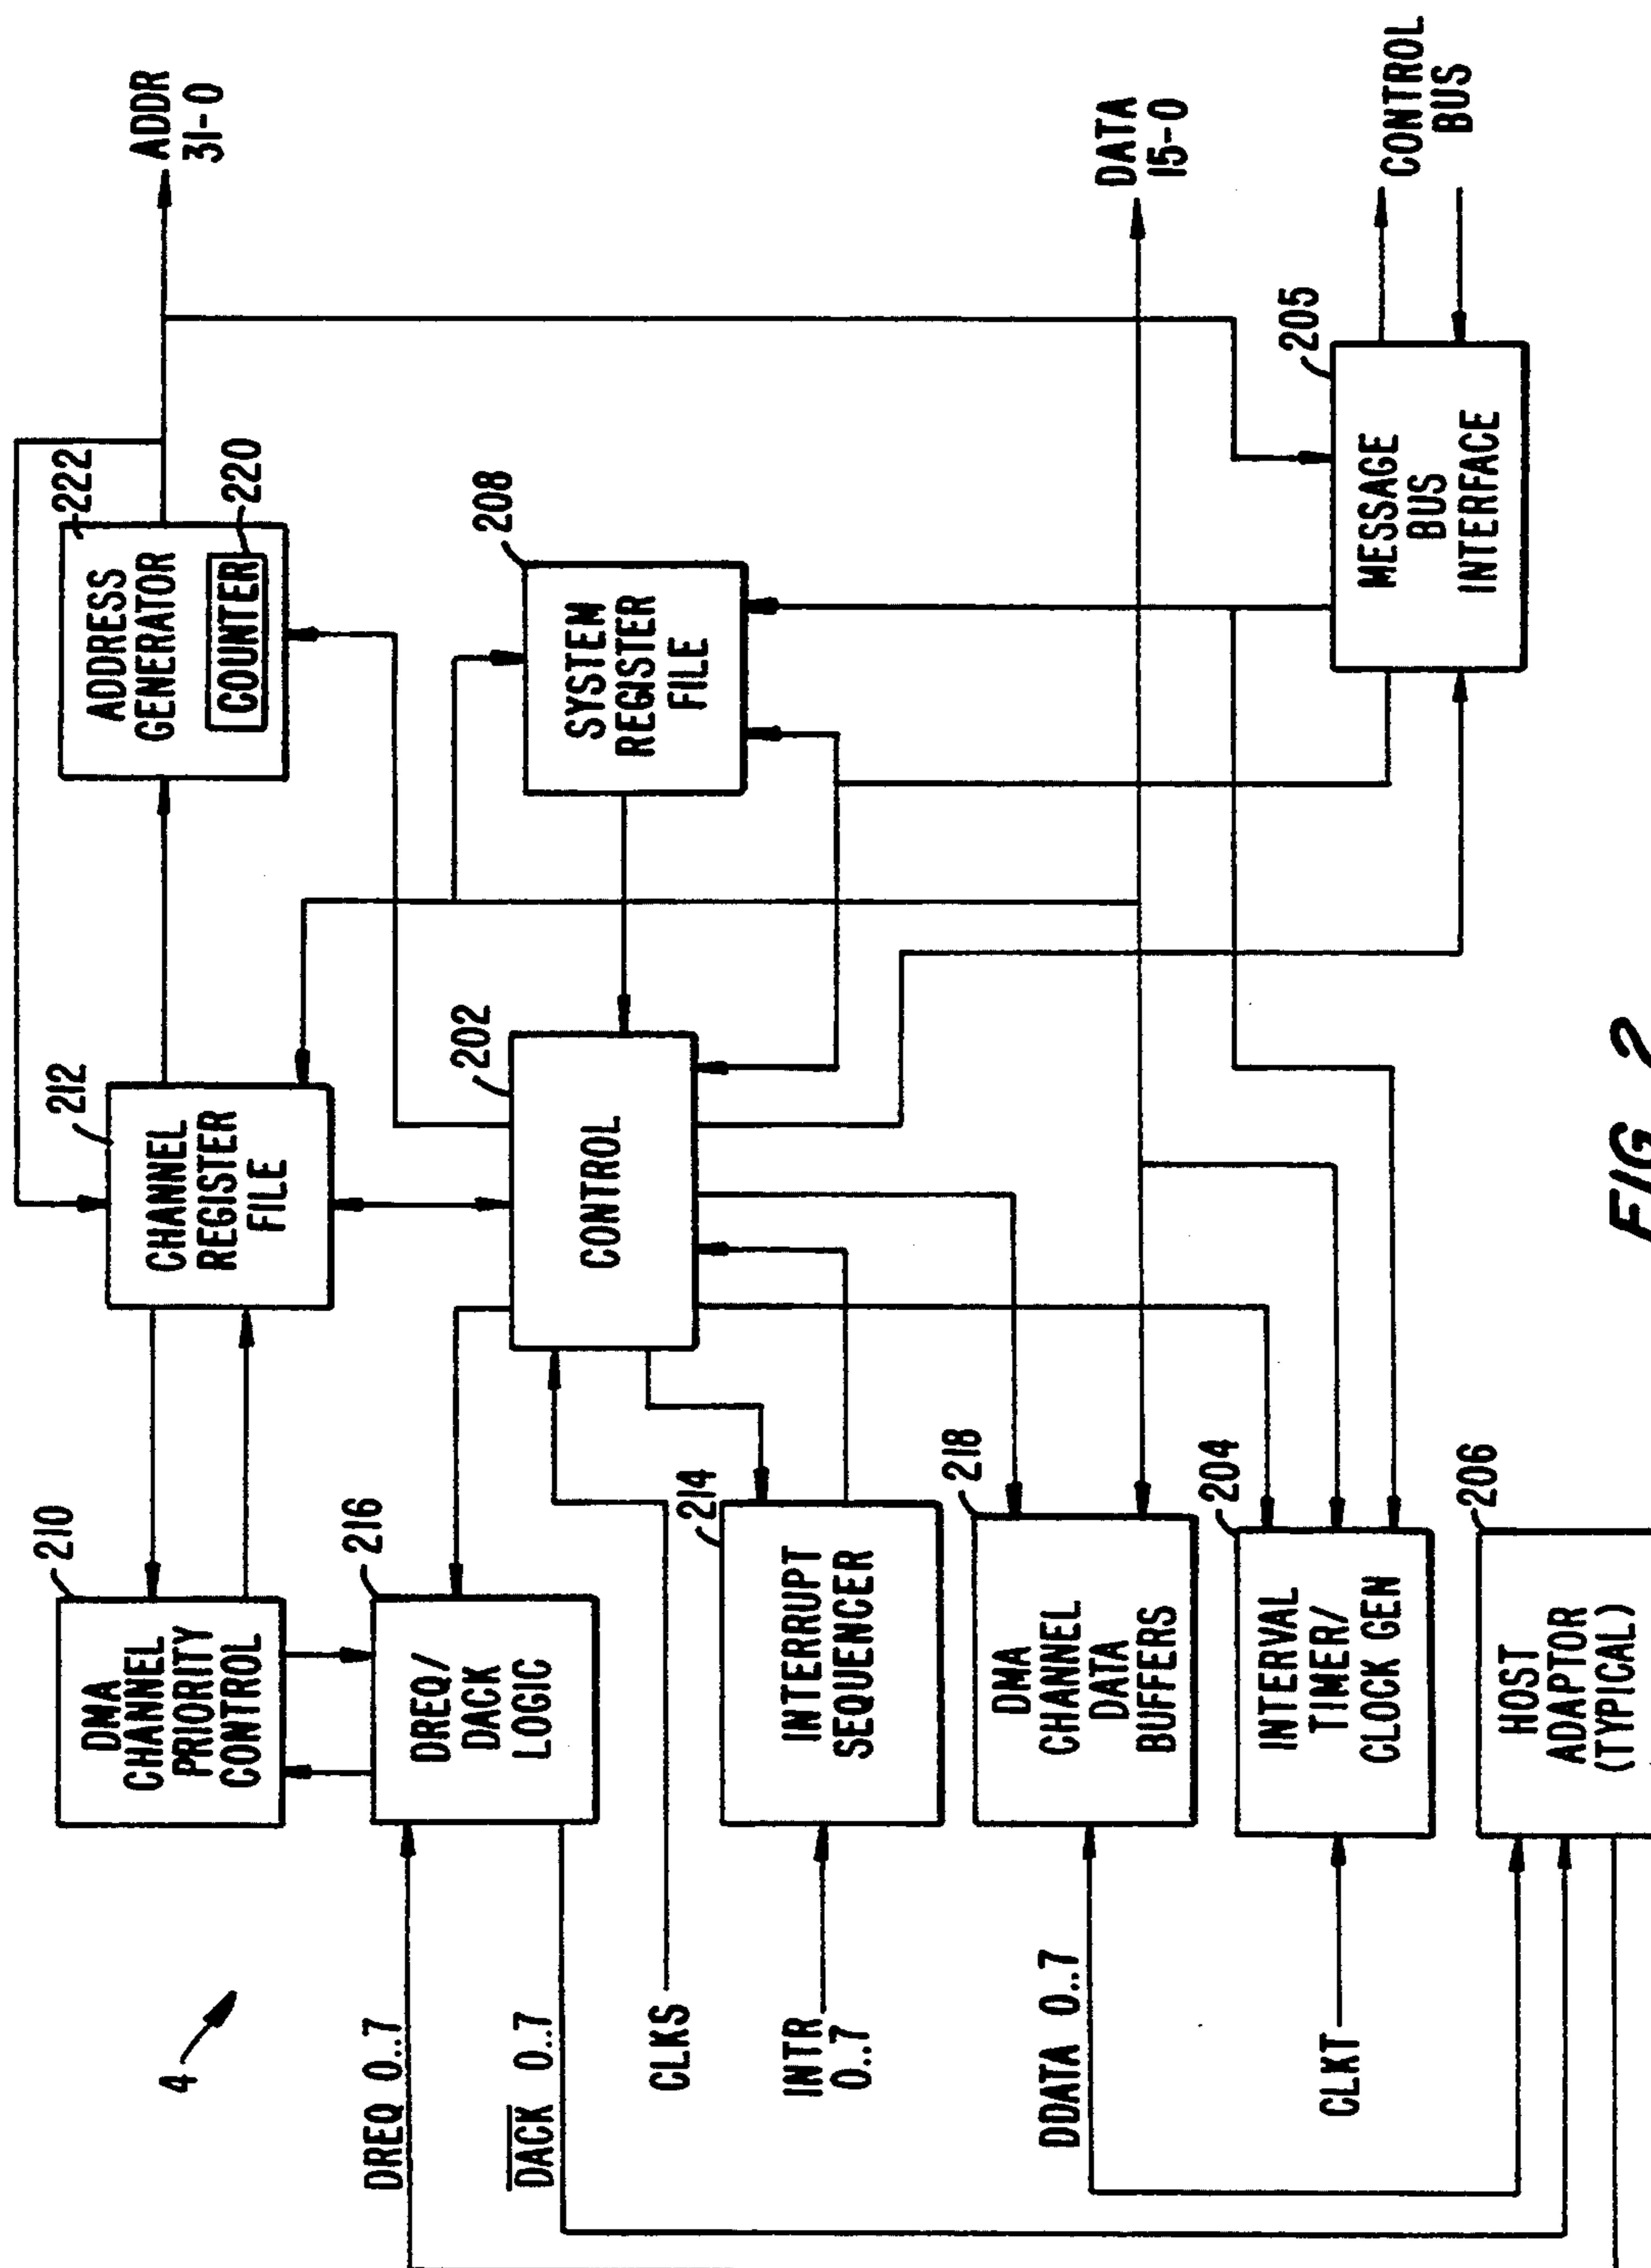 4
DMA
CHANNEL
PRIORITY
CONTROL
210
CHANNEL
REGISTER
FILE
212
ADDRESS
GENERATOR
222
COUNTER
220
ADDR
31-0
DREQ 0..7
DACK 0..7
DREQ/
DACK
LOGIC
216
CONTROL
202
SYSTEM
REGISTER
FILE
208
CLKS
INTR
0..7
INTERRUPT
SEQUENCER
214
DDATA 0..7
DMA
CHANNEL
DATA
BUFFERS
218
DATA
15-0
CLKT
INTERVAL
TIMER/
CLOCK GEN
204
MESSAGE
BUS
INTERFACE
205
CONTROL
BUS
HOST
ADAPTOR
(TYPICAL)
206
FIG. 2